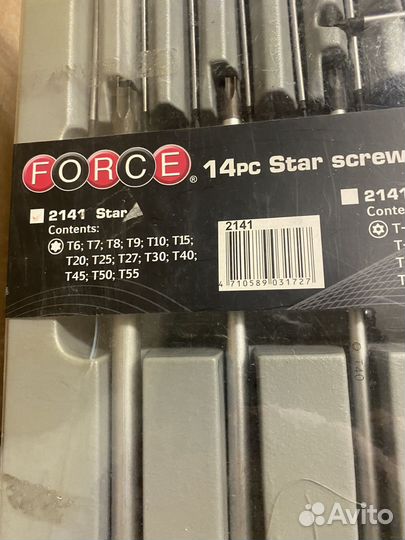 FORCE® 14PC Star screw
2141 Star
Contents:
T6; T7; T8; T9; T10; T15;
T20; T25; T27; T30; T40;
T45; T50; T55
2141
4 710589 031727
2141
Conte
T-
T40
Avito